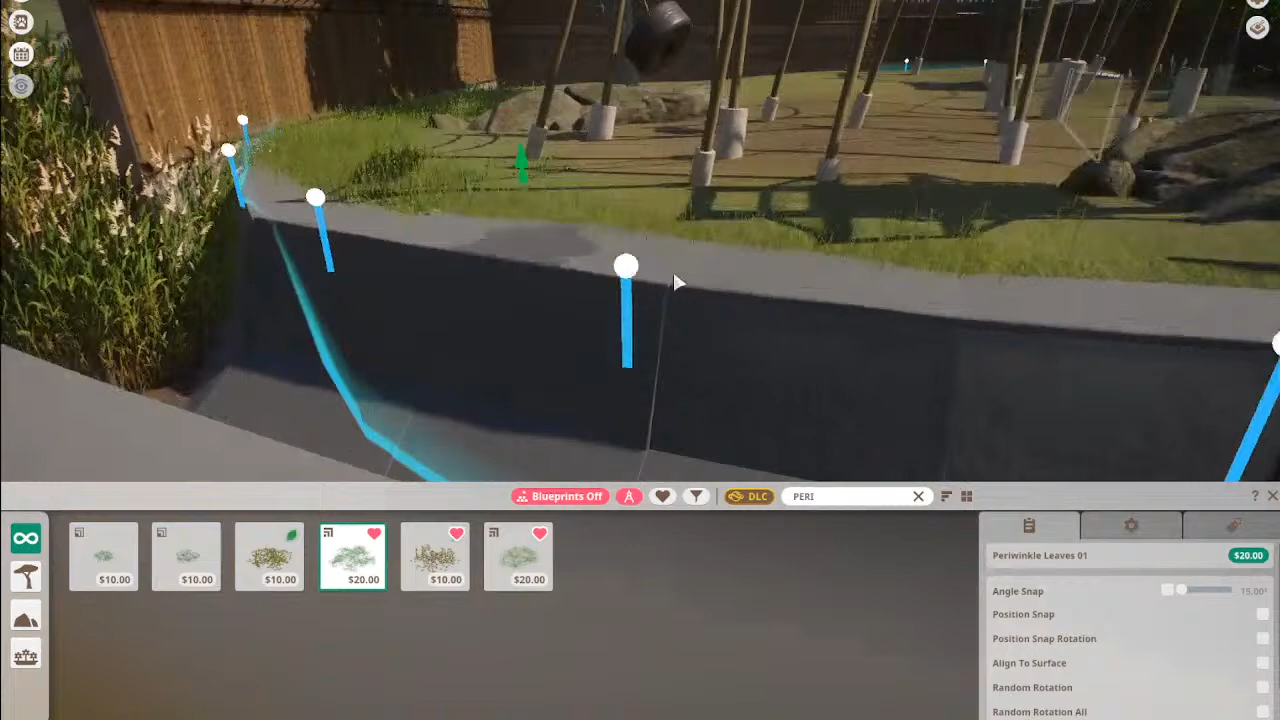 Blueprints Off
DLC
PERI
?
$10.00
$10.00
$10.00
$20.00
$10.00
$20.00
Periwinkle Leaves 01
$20.00
Angle Snap
15.00°
Position Snap
Position Snap Rotation
Align To Surface
Random Rotation
Random Rotation All